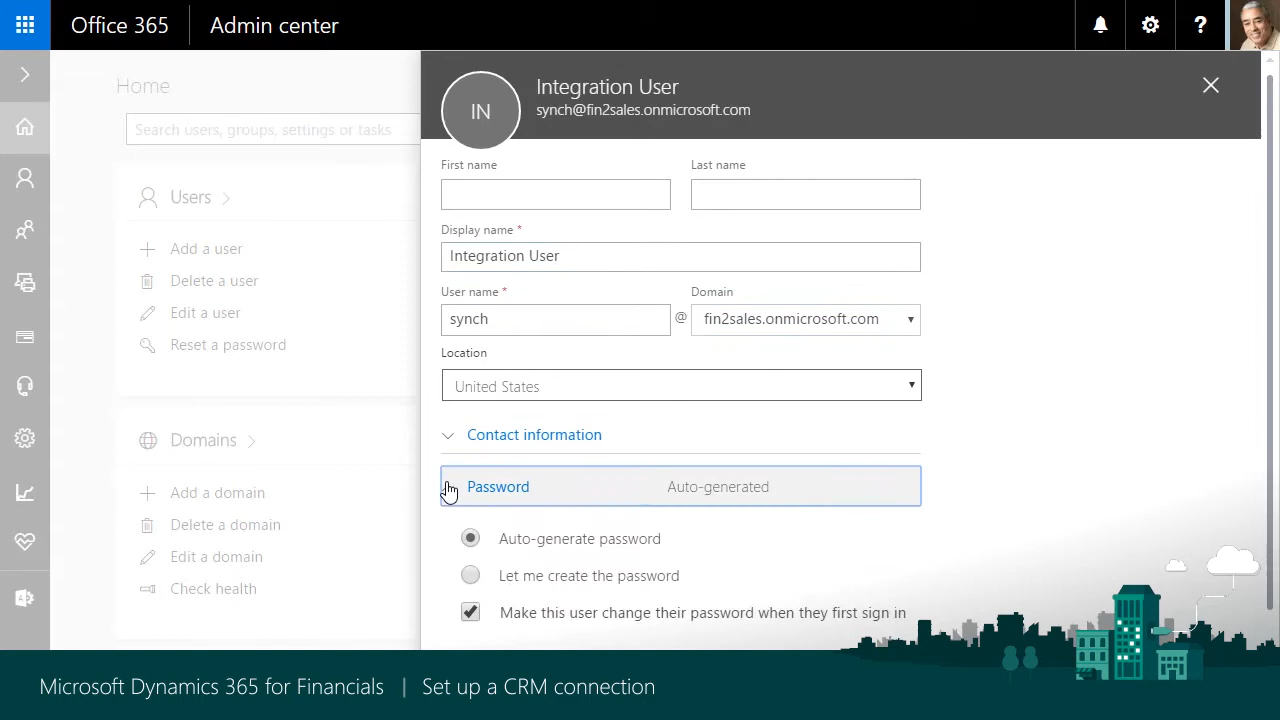 Office 365
Admin center
Home
Search users, groups, settings or tasks
Users
Add a user
Delete a user
Edit a user
Reset a password
Domains
Add a domain
Delete a domain
Edit a domain
Check health
IN
Integration User
synch@fin2sales.onmicrosoft.com
First name
Last name
Display name *
Integration User
User name *
Domain
synch
@
fin2sales.onmicrosoft.com
Location
United States
Contact information
Password
Auto-generated
Auto-generate password
Let me create the password
Make this user change their password when they first sign in
Microsoft Dynamics 365 for Financials | Set up a CRM connection